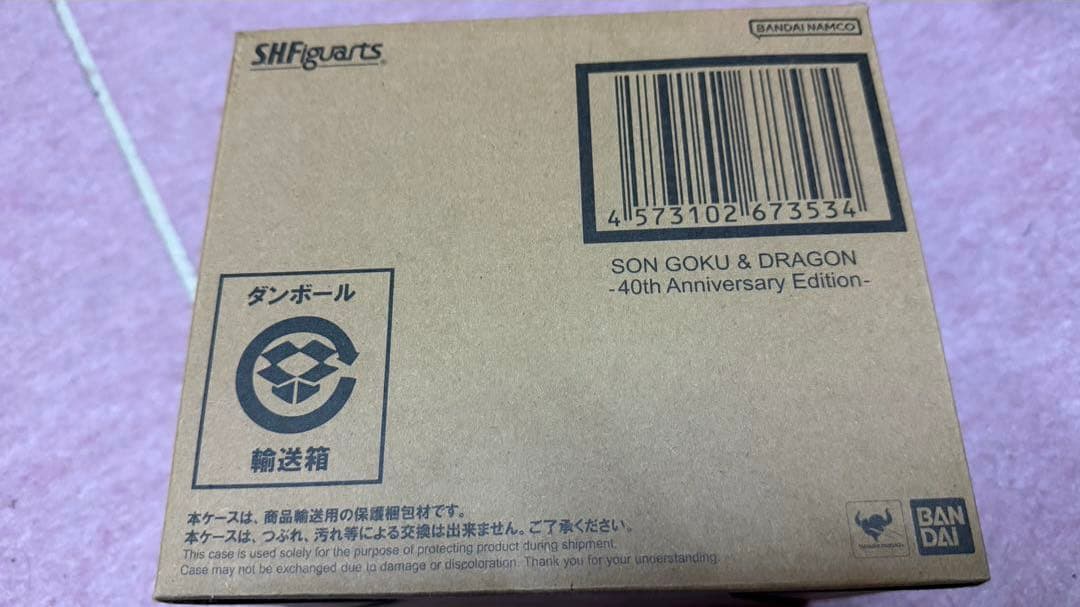 S.H.Figuarts
BANDAI NAMCO
4 573102 673534
SON GOKU & DRAGON
-40th Anniversary Edition-
ダンボール
輸送箱
本ケースは、商品輸送用の保護梱包材です。
本ケースは、つぶれ、汚れ等による交換は出来ません。ご了承ください。
This case is used solely for the purpose of protecting product during shipment.
Case may not be exchanged due to damage or discoloration. Thank you for your understanding.
BAN
DAI